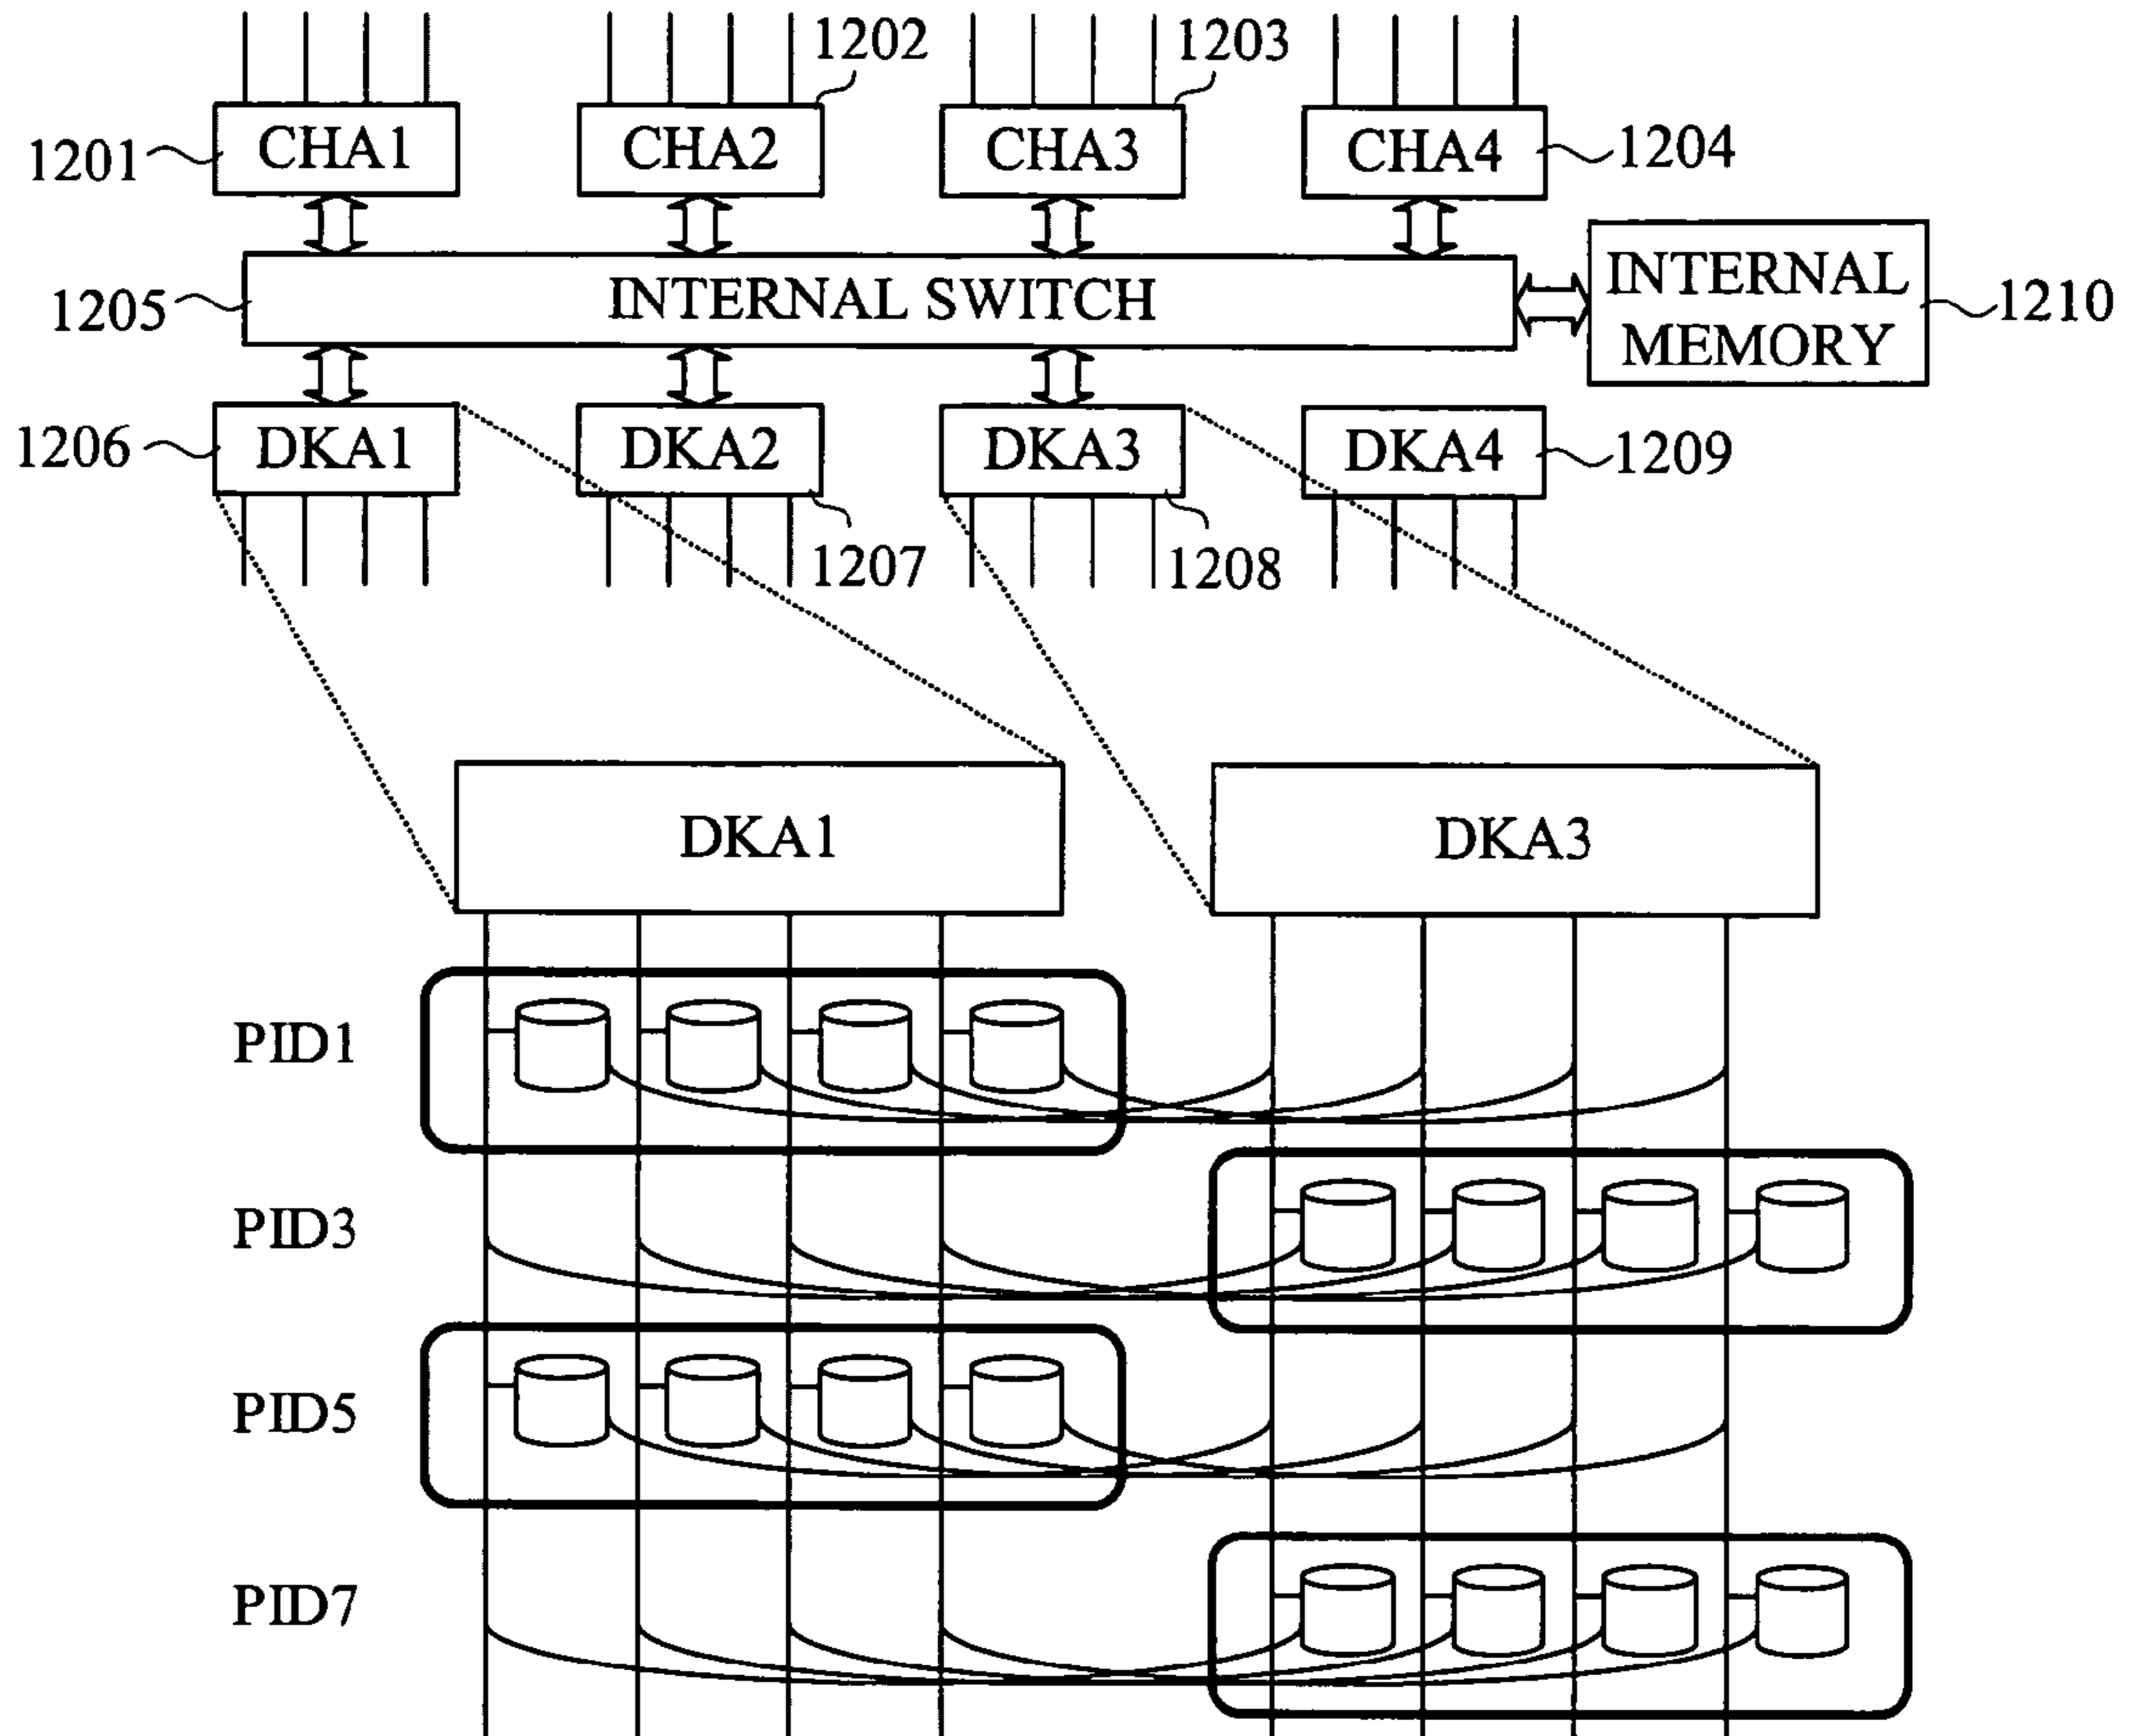 1202
1203
1201
CHA1
CHA2
CHA3
CHA4
1204
1205
INTERNAL SWITCH
INTERNAL
MEMORY
1210
1206
DKA1
DKA2
DKA3
DKA4
1209
1207
1208
DKA1
DKA3
PID1
PID3
PID5
PID7